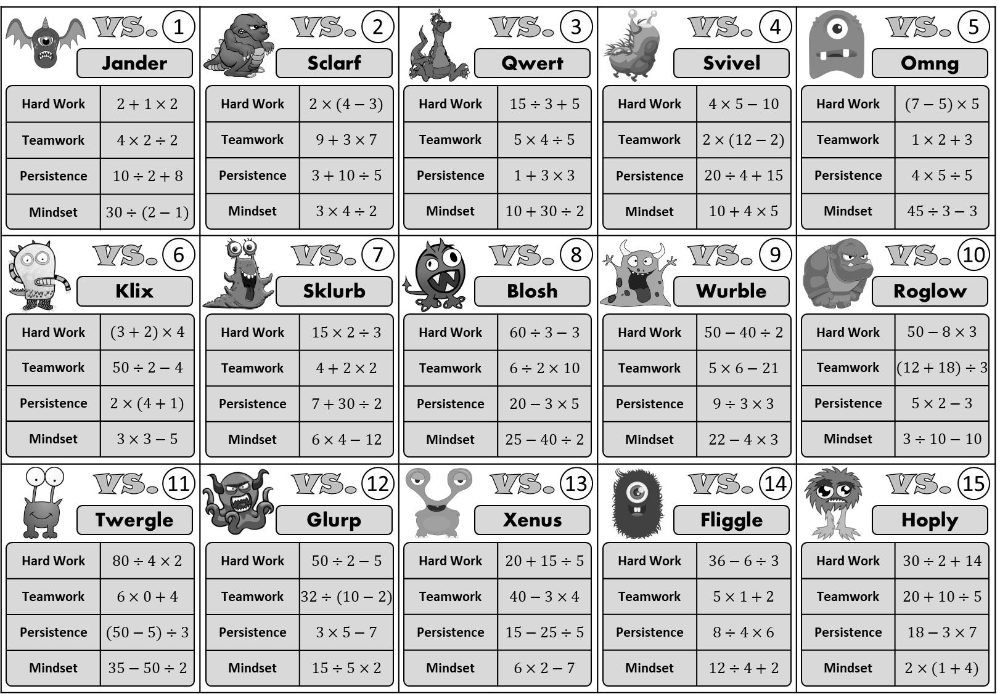 VS. 1
Jander
Hard Work 2 + 1 × 2
Teamwork 4 × 2 ÷ 2
Persistence 10 ÷ 2 + 8
Mindset 30 ÷ (2 − 1)
VS. 2
Sclarf
Hard Work 2 × (4 − 3)
Teamwork 9 + 3 × 7
Persistence 3 + 10 ÷ 5
Mindset 3 × 4 ÷ 2
VS. 3
Qwert
Hard Work 15 ÷ 3 + 5
Teamwork 5 × 4 ÷ 5
Persistence 1 + 3 × 3
Mindset 10 + 30 ÷ 2
VS. 4
Svivel
Hard Work 4 × 5 − 10
Teamwork 2 × (12 − 2)
Persistence 20 ÷ 4 + 15
Mindset 10 + 4 × 5
VS. 5
Omng
Hard Work (7 − 5) × 5
Teamwork 1 × 2 + 3
Persistence 4 × 5 ÷ 5
Mindset 45 ÷ 3 − 3
VS. 6
Klix
Hard Work (3 + 2) × 4
Teamwork 50 ÷ 2 − 4
Persistence 2 × (4 + 1)
Mindset 3 × 3 − 5
VS. 7
Sklurb
Hard Work 15 × 2 ÷ 3
Teamwork 4 + 2 × 2
Persistence 7 + 30 ÷ 2
Mindset 6 × 4 − 12
VS. 8
Blosh
Hard Work 60 ÷ 3 − 3
Teamwork 6 ÷ 2 × 10
Persistence 20 − 3 × 5
Mindset 25 − 40 ÷ 2
VS. 9
Wurble
Hard Work 50 − 40 ÷ 2
Teamwork 5 × 6 − 21
Persistence 9 ÷ 3 × 3
Mindset 22 − 4 × 3
VS. 10
Roglow
Hard Work 50 − 8 × 3
Teamwork (12 + 18) ÷ 3
Persistence 5 × 2 − 3
Mindset 3 ÷ 10 − 10
VS. 11
Twergle
Hard Work 80 ÷ 4 × 2
Teamwork 6 × 0 + 4
Persistence (50 − 5) ÷ 3
Mindset 35 − 50 ÷ 2
VS. 12
Glurp
Hard Work 50 ÷ 2 − 5
Teamwork 32 ÷ (10 − 2)
Persistence 3 × 5 − 7
Mindset 15 ÷ 5 × 2
VS. 13
Xenus
Hard Work 20 + 15 ÷ 5
Teamwork 40 − 3 × 4
Persistence 15 − 25 ÷ 5
Mindset 6 × 2 − 7
VS. 14
Fliggle
Hard Work 36 − 6 ÷ 3
Teamwork 5 × 1 + 2
Persistence 8 ÷ 4 × 6
Mindset 12 ÷ 4 + 2
VS. 15
Hoply
Hard Work 30 ÷ 2 + 14
Teamwork 20 + 10 ÷ 5
Persistence 18 − 3 × 7
Mindset 2 × (1 + 4)